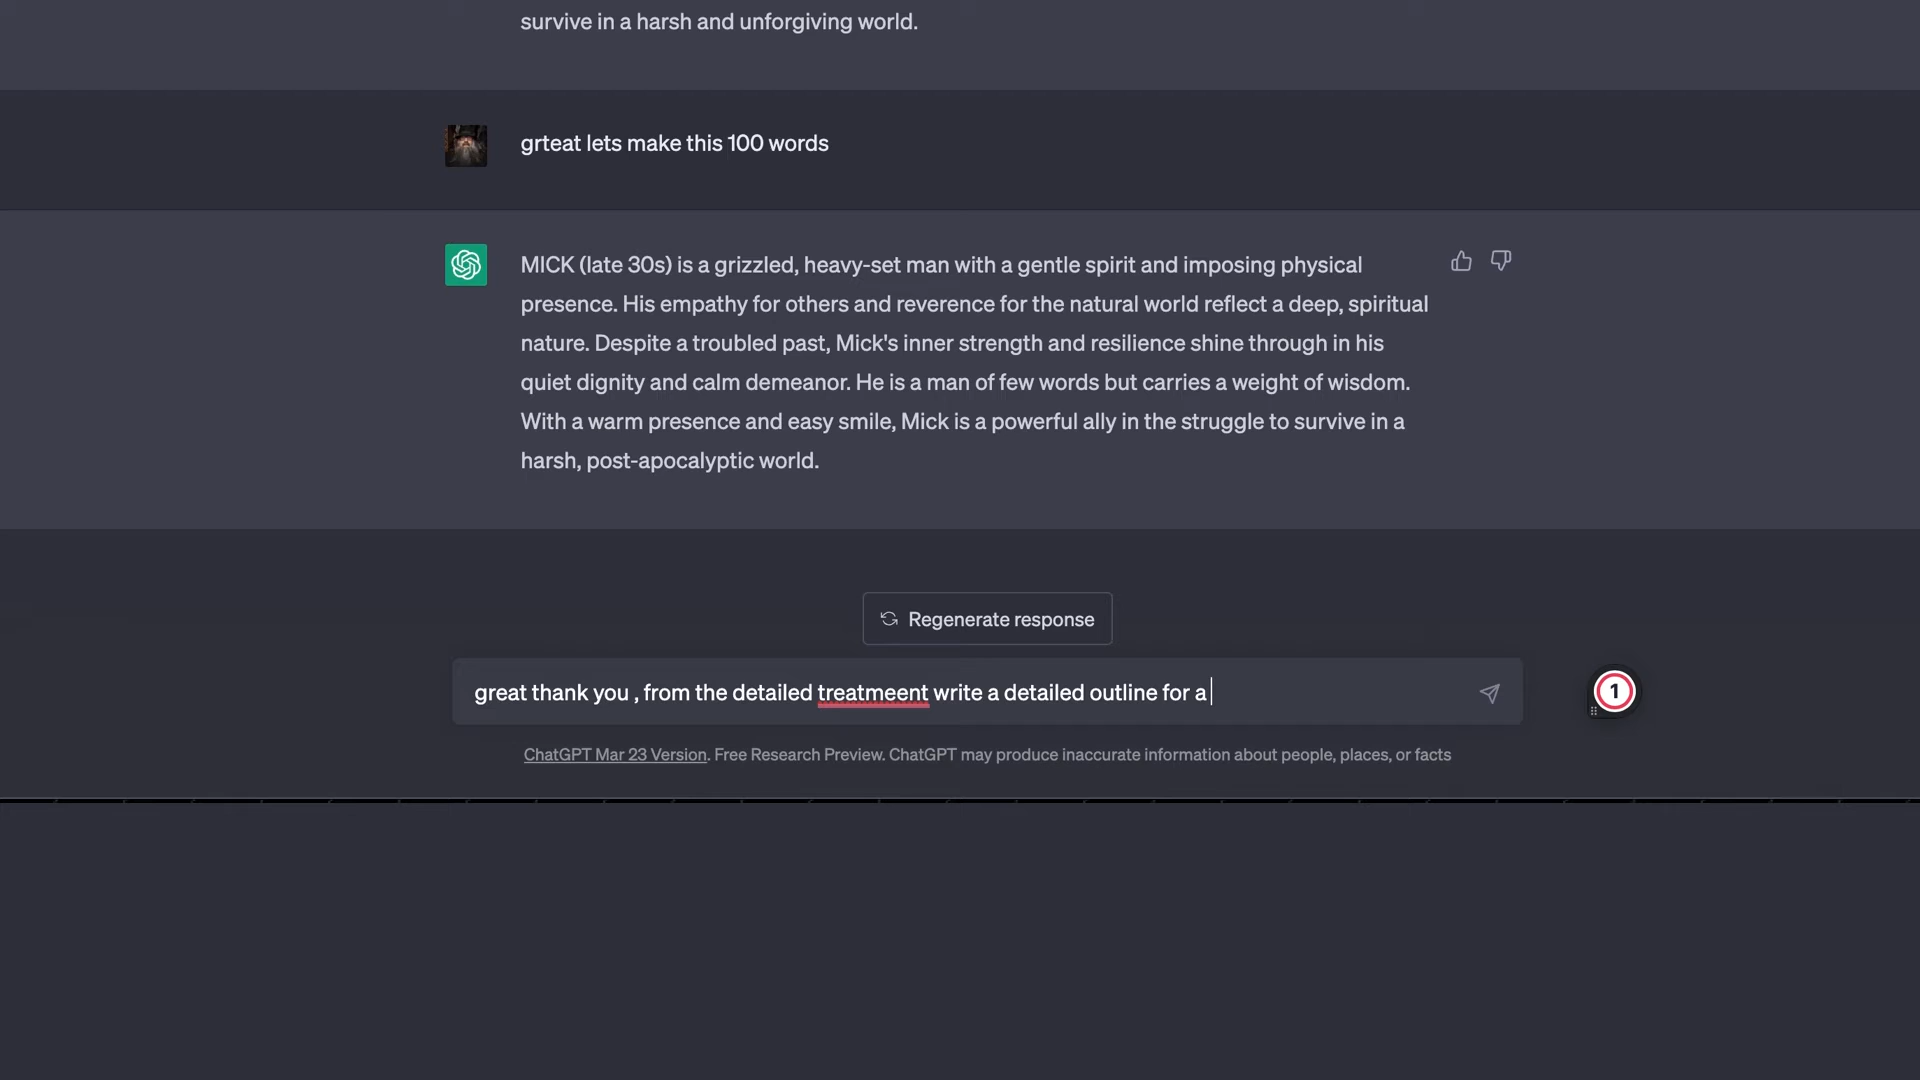 survive in a harsh and unforgiving world.
grteat lets make this 100 words
MICK (late 30s) is a grizzled, heavy-set man with a gentle spirit and imposing physical
presence. His empathy for others and reverence for the natural world reflect a deep, spiritual
nature. Despite a troubled past, Mick's inner strength and resilience shine through in his
quiet dignity and calm demeanor. He is a man of few words but carries a weight of wisdom.
With a warm presence and easy smile, Mick is a powerful ally in the struggle to survive in a
harsh, post-apocalyptic world.
Regenerate response
great thank you , from the detailed treatmeent write a detailed outline for a
1
ChatGPT Mar 23 Version. Free Research Preview. ChatGPT may produce inaccurate information about people, places, or facts